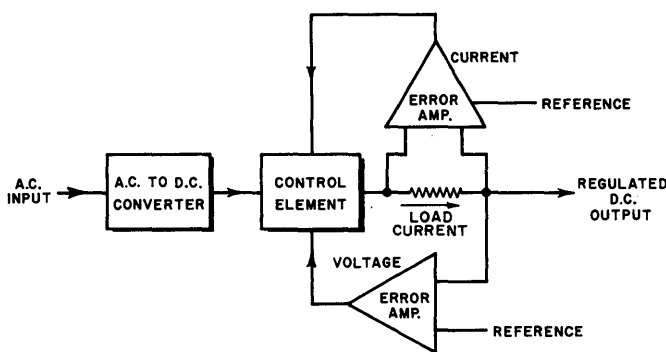 CURRENT
ERROR
AMP.
REFERENCE
A.C.
INPUT
A.C. TO D.C.
CONVERTER
CONTROL
ELEMENT
LOAD
CURRENT
REGULATED
D.C.
OUTPUT
VOLTAGE
ERROR
AMP.
REFERENCE